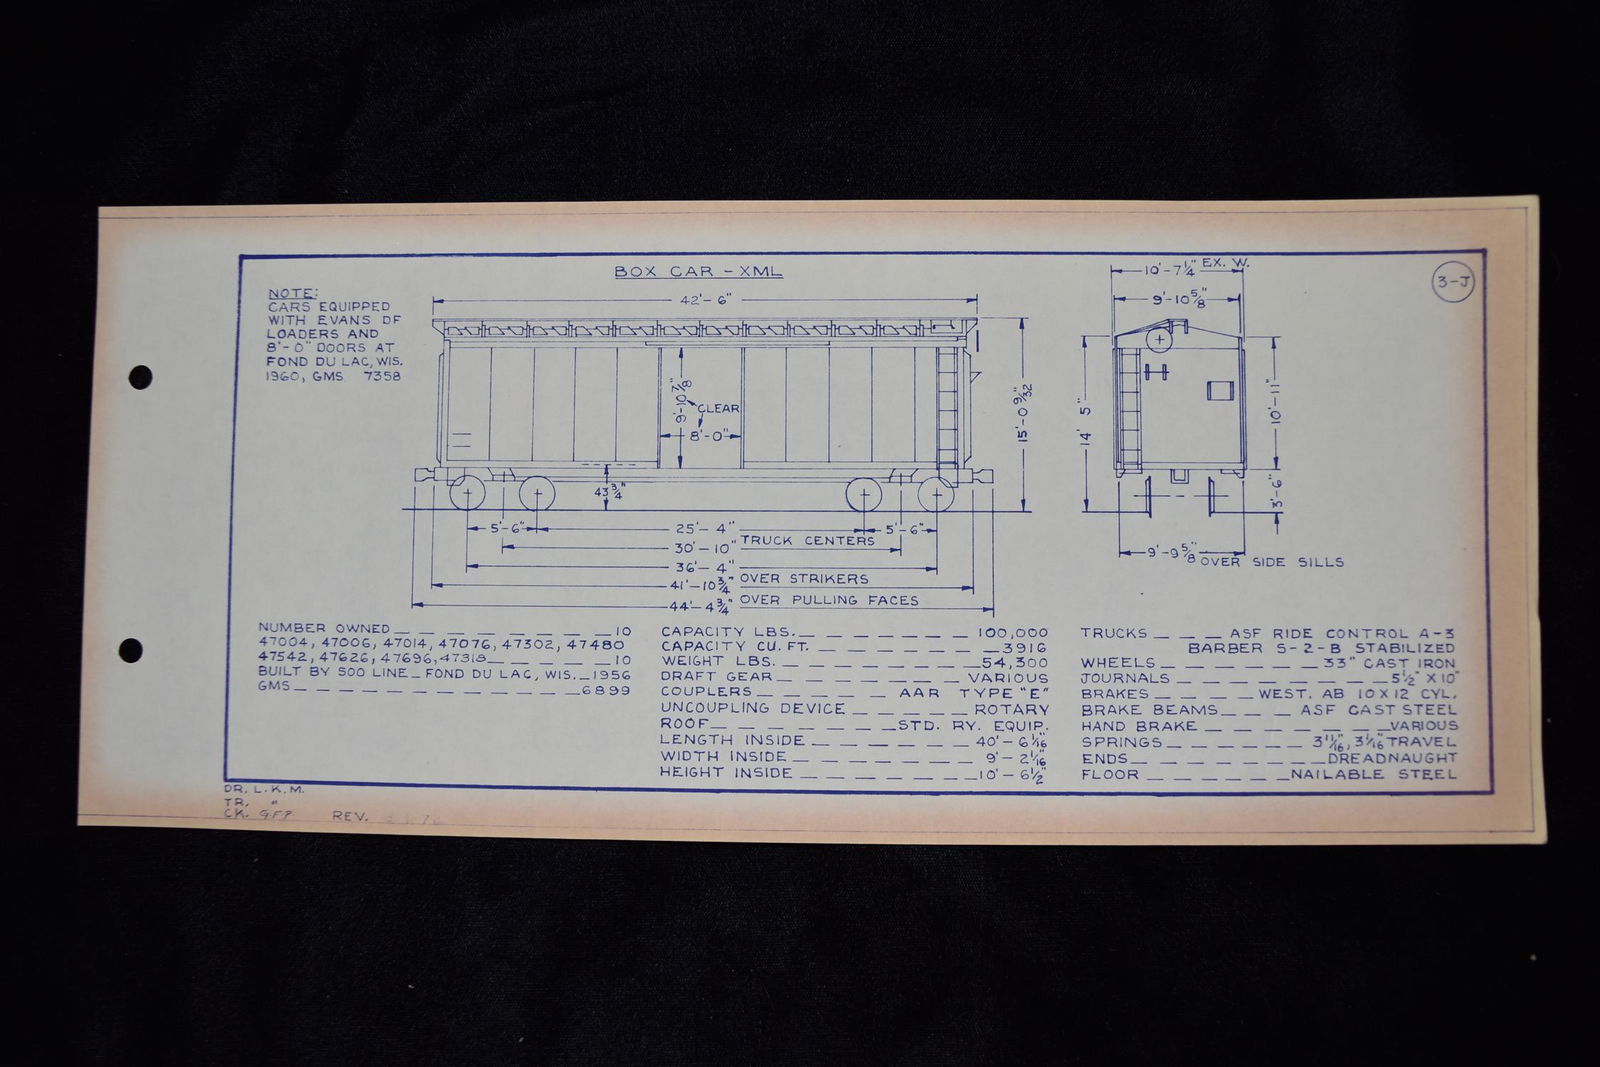 BOX CAR - XML
3-J
NOTE:
CARS EQUIPPED
WITH EVANS DF
LOADERS AND
8'-0" DOORS AT
FOND DU LAC, WIS.
1960, GMS 7358
42'- 6"
9'-10 7/8"
CLEAR
8'-0"
43 3/4"
15'-0 9/32"
5'-6"
25'- 4"
5'-6"
30'-10" TRUCK CENTERS
36'- 4"
41'-10 3/4" OVER STRIKERS
44'- 4 3/4" OVER PULLING FACES
10'-7 1/4" EX. W.
9'-10 5/8"
14' 5"
10'-11"
3'-6"
9'-9 5/8" OVER SIDE SILLS
NUMBER OWNED _ _ _ _ _ _ _ 10
47004, 47006, 47014, 47076, 47302, 47480
47542, 47626, 47696, _ _ _ _ _ 10
BUILT BY SOO LINE _ FOND DU LAC, WIS. _ 1956
GMS _ _ _ _ _ _ _ _ _ _ _ _ 6899
CAPACITY LBS. _ _ _ _ _ _ _ 100,000
CAPACITY CU. FT. _ _ _ _ _ _ _ 3916
WEIGHT LBS. _ _ _ _ _ _ _ 54,300
DRAFT GEAR _ _ _ _ _ _ _ VARIOUS
COUPLERS _ _ _ _ AAR TYPE "E"
UNCOUPLING DEVICE _ _ _ _ ROTARY
ROOF _ _ _ _ _ _ STD. RY. EQUIP.
LENGTH INSIDE _ _ _ _ _ _ 40'- 6 1/16"
WIDTH INSIDE _ _ _ _ _ _ _ 9'- 2 1/16"
HEIGHT INSIDE _ _ _ _ _ _ _ 10'- 6 1/2"
TRUCKS _ _ _ ASF RIDE CONTROL A-3
BARBER S-2-B STABILIZED
WHEELS _ _ _ _ _ _ 33" CAST IRON
JOURNALS _ _ _ _ _ _ _ 5 1/2" X 10"
BRAKES _ _ _ _ WEST. AB 10 X 12" CYL.
BRAKE BEAMS _ _ _ ASF CAST STEEL
HAND BRAKE _ _ _ _ _ _ VARIOUS
SPRINGS _ _ _ _ _ _ 3 11/16", 3 1/16" TRAVEL
ENDS _ _ _ _ _ _ _ _ DREADNAUGHT
FLOOR _ _ _ _ _ _ NAILABLE STEEL
DR. L. K. M.
TR. "
CK. GFP REV.